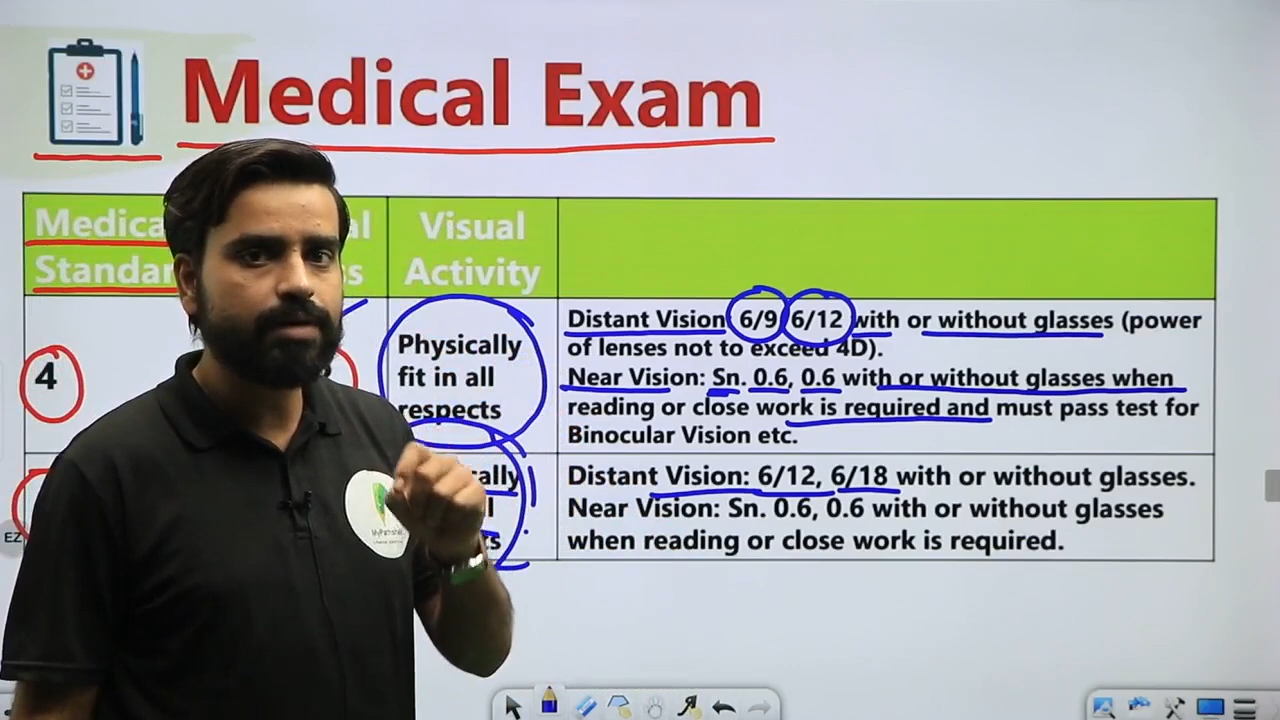 Medical Exam
Visual
Activity
Physically
fit in all
respects
4
Distant Vision 6/9 6/12 with or without glasses (power
of lenses not to exceed 4D).
Near Vision: Sn. 0.6, 0.6 with or without glasses when
reading or close work is required and must pass test for
Binocular Vision etc.
Distant Vision: 6/12, 6/18 with or without glasses.
Near Vision: Sn. 0.6, 0.6 with or without glasses
when reading or close work is required.
EZ